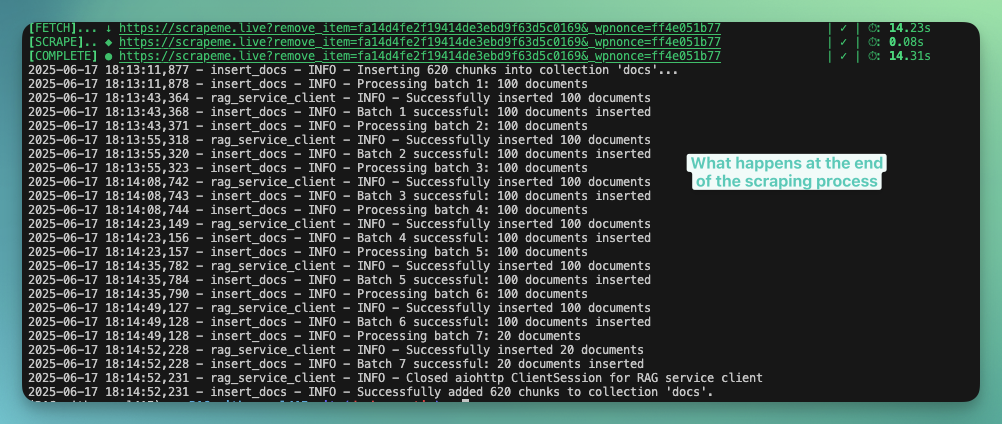 [FETCH]... ↓ https://scrapeme.live?remove_item=fa14d4fe2f19414de3ebd9f63d5c0169&_wpnonce=ff4e051b77 | ✓ | ⏱: 14.23s
[SCRAPE].. ◆ https://scrapeme.live?remove_item=fa14d4fe2f19414de3ebd9f63d5c0169&_wpnonce=ff4e051b77 | ✓ | ⏱: 0.08s
[COMPLETE] ● https://scrapeme.live?remove_item=fa14d4fe2f19414de3ebd9f63d5c0169&_wpnonce=ff4e051b77 | ✓ | ⏱: 14.31s
2025-06-17 18:13:11,877 - insert_docs - INFO - Inserting 620 chunks into collection 'docs'...
2025-06-17 18:13:11,878 - insert_docs - INFO - Processing batch 1: 100 documents
2025-06-17 18:13:43,364 - rag_service_client - INFO - Successfully inserted 100 documents
2025-06-17 18:13:43,368 - insert_docs - INFO - Batch 1 successful: 100 documents inserted
2025-06-17 18:13:43,371 - insert_docs - INFO - Processing batch 2: 100 documents
2025-06-17 18:13:55,318 - rag_service_client - INFO - Successfully inserted 100 documents
2025-06-17 18:13:55,320 - insert_docs - INFO - Batch 2 successful: 100 documents inserted
2025-06-17 18:13:55,323 - insert_docs - INFO - Processing batch 3: 100 documents
2025-06-17 18:14:08,742 - rag_service_client - INFO - Successfully inserted 100 documents
2025-06-17 18:14:08,743 - insert_docs - INFO - Batch 3 successful: 100 documents inserted
2025-06-17 18:14:08,744 - insert_docs - INFO - Processing batch 4: 100 documents
2025-06-17 18:14:23,149 - rag_service_client - INFO - Successfully inserted 100 documents
2025-06-17 18:14:23,156 - insert_docs - INFO - Batch 4 successful: 100 documents inserted
2025-06-17 18:14:23,157 - insert_docs - INFO - Processing batch 5: 100 documents
2025-06-17 18:14:35,782 - rag_service_client - INFO - Successfully inserted 100 documents
2025-06-17 18:14:35,784 - insert_docs - INFO - Batch 5 successful: 100 documents inserted
2025-06-17 18:14:35,790 - insert_docs - INFO - Processing batch 6: 100 documents
2025-06-17 18:14:49,127 - rag_service_client - INFO - Successfully inserted 100 documents
2025-06-17 18:14:49,128 - insert_docs - INFO - Batch 6 successful: 100 documents inserted
2025-06-17 18:14:49,128 - insert_docs - INFO - Processing batch 7: 20 documents
2025-06-17 18:14:52,228 - rag_service_client - INFO - Successfully inserted 20 documents
2025-06-17 18:14:52,228 - insert_docs - INFO - Batch 7 successful: 20 documents inserted
2025-06-17 18:14:52,231 - rag_service_client - INFO - Closed aiohttp ClientSession for RAG service client
2025-06-17 18:14:52,231 - insert_docs - INFO - Successfully added 620 chunks to collection 'docs'.
What happens at the end
of the scraping process